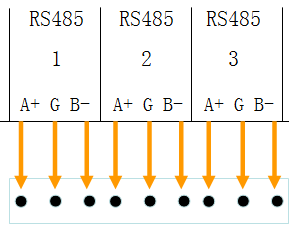 RS485 RS485 RS485
1 2 3
A+ G B- A+ G B- A+ G B-